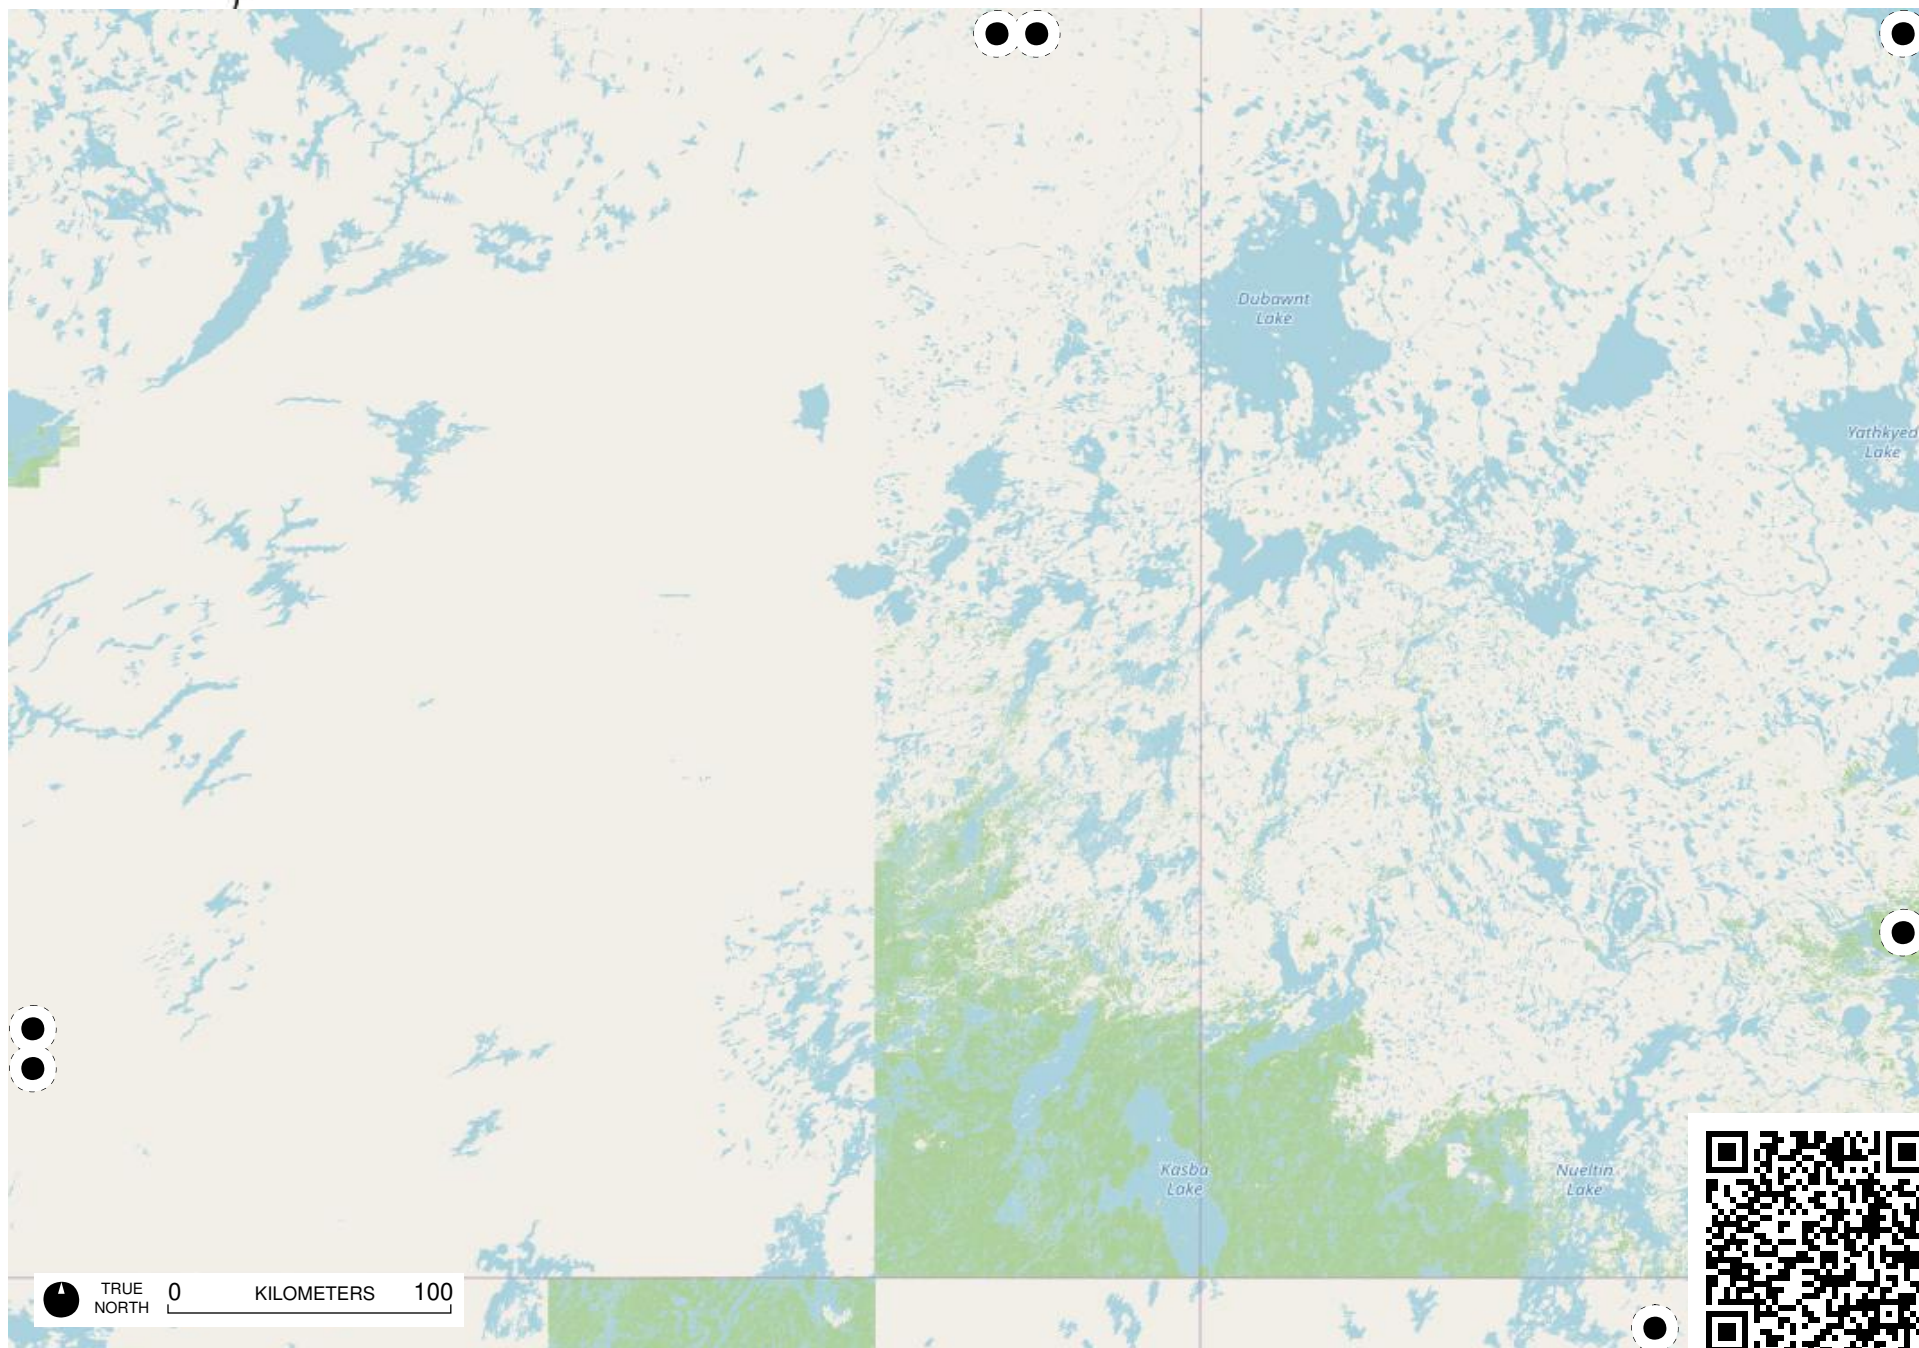 Dubawnt
Lake
Yathkyed
Lake
Kasba
Lake
Nueltin
Lake
TRUE
NORTH
0 KILOMETERS 100